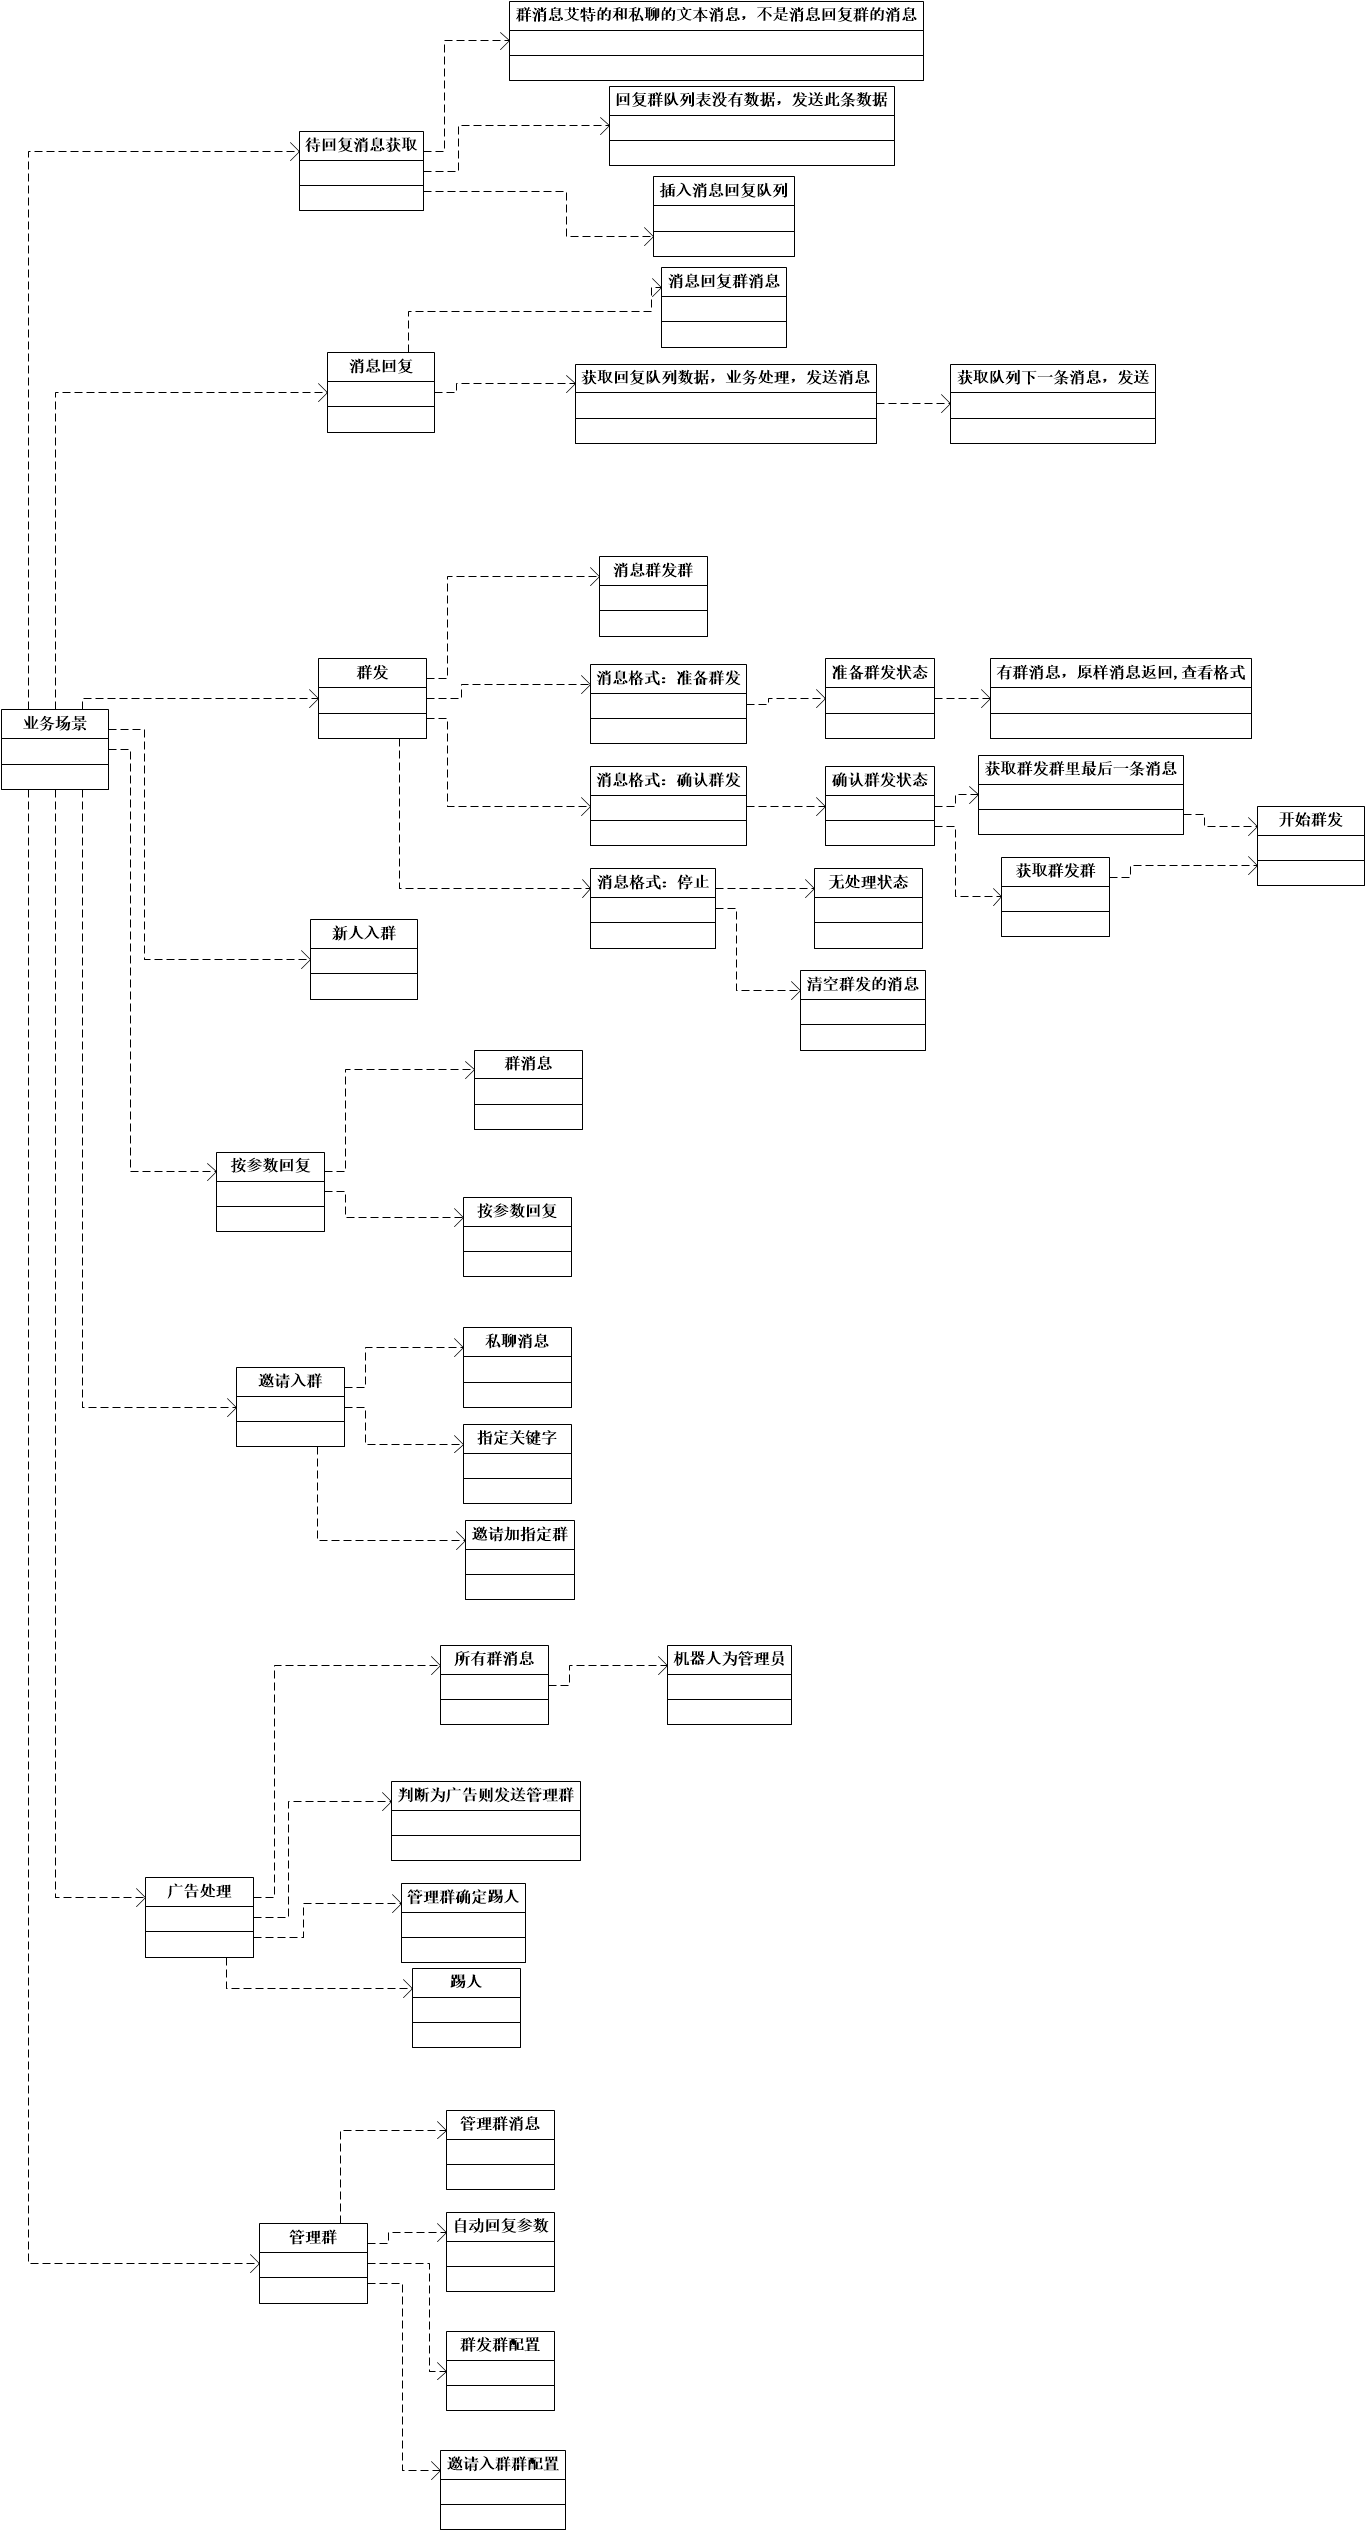 群消息艾特的和私聊的文本消息，不是消息回复群的消息
回复群队列表没有数据，发送此条数据
待回复消息获取
插入消息回复队列
消息回复群消息
消息回复
获取回复队列数据，业务处理，发送消息
获取队列下一条消息，发送
消息群发群
群发
消息格式：准备群发
准备群发状态
有群消息，原样消息返回,查看格式
业务场景
消息格式：确认群发
确认群发状态
获取群发群里最后一条消息
开始群发
获取群发群
消息格式：停止
无处理状态
新人入群
清空群发的消息
群消息
按参数回复
按参数回复
私聊消息
邀请入群
指定关键字
邀请加指定群
所有群消息
机器人为管理员
判断为广告则发送管理群
广告处理
管理群确定踢人
踢人
管理群消息
管理群
自动回复参数
群发群配置
邀请入群群配置